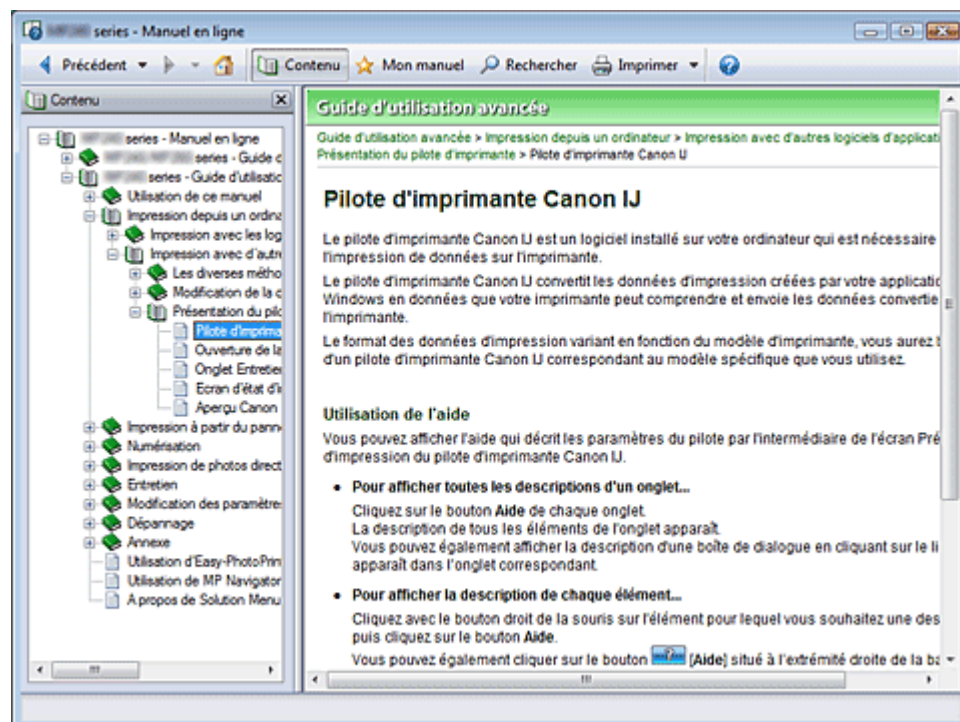 series - Manuel en ligne
Précédent
Contenu
Mon manuel
Rechercher
Imprimer
Contenu
series - Manuel en ligne
series - Guide d
series - Guide d'utilisatio
Utilisation de ce manuel
Impression depuis un ordina
Impression avec les log
Impression avec d'autre
Les diverses métho
Modification de la c
Présentation du pilo
Pilote d'imprima
Ouverture de la
Onglet Entretien
Ecran d'état d'i
Aperçu Canon
Impression à partir du pann
Numérisation
Impression de photos direct
Entretien
Modification des paramètre
Dépannage
Annexe
Utilisation d'Easy-PhotoPrin
Utilisation de MP Navigator
A propos de Solution Menu
Guide d'utilisation avancée
Guide d'utilisation avancée > Impression depuis un ordinateur > Impression avec d'autres logiciels d'applicati
Présentation du pilote d'imprimante > Pilote d'imprimante Canon IJ
Pilote d'imprimante Canon IJ
Le pilote d'imprimante Canon IJ est un logiciel installé sur votre ordinateur qui est nécessaire
l'impression de données sur l'imprimante.
Le pilote d'imprimante Canon IJ convertit les données d'impression créées par votre applicatio
Windows en données que votre imprimante peut comprendre et envoie les données convertie
l'imprimante.
Le format des données d'impression variant en fonction du modèle d'imprimante, vous aurez b
d'un pilote d'imprimante Canon IJ correspondant au modèle spécifique que vous utilisez.
Utilisation de l'aide
Vous pouvez afficher l'aide qui décrit les paramètres du pilote par l'intermédiaire de l'écran Pré
d'impression du pilote d'imprimante Canon IJ.
• Pour afficher toutes les descriptions d'un onglet...
Cliquez sur le bouton Aide de chaque onglet.
La description de tous les éléments de l'onglet apparaît.
Vous pouvez également afficher la description d'une boîte de dialogue en cliquant sur le li
apparaît dans l'onglet correspondant.
• Pour afficher la description de chaque élément...
Cliquez avec le bouton droit de la souris sur l'élément pour lequel vous souhaitez une des
puis cliquez sur le bouton Aide.
Vous pouvez également cliquer sur le bouton [Aide] situé à l'extrémité droite de la ba